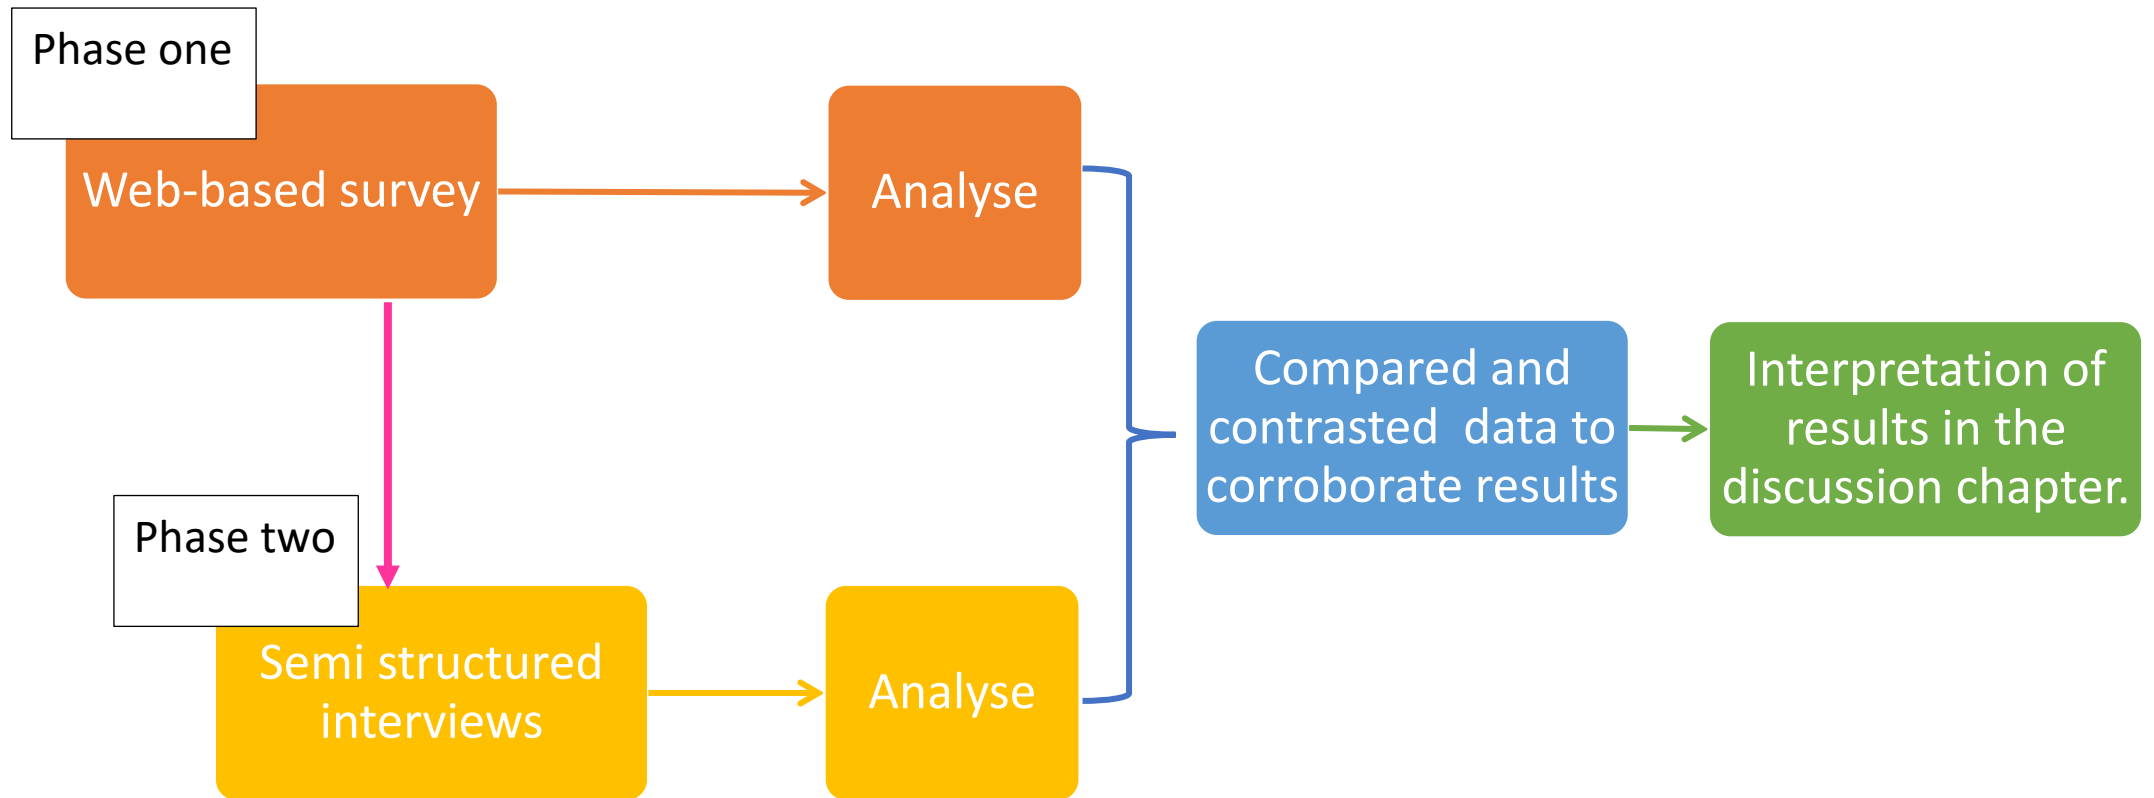 Phase one
Web-based survey
Analyse
Phase two
Semi structured
interviews
Analyse
Compared and
contrasted  data to
corroborate results
Interpretation of
results in the
discussion chapter.